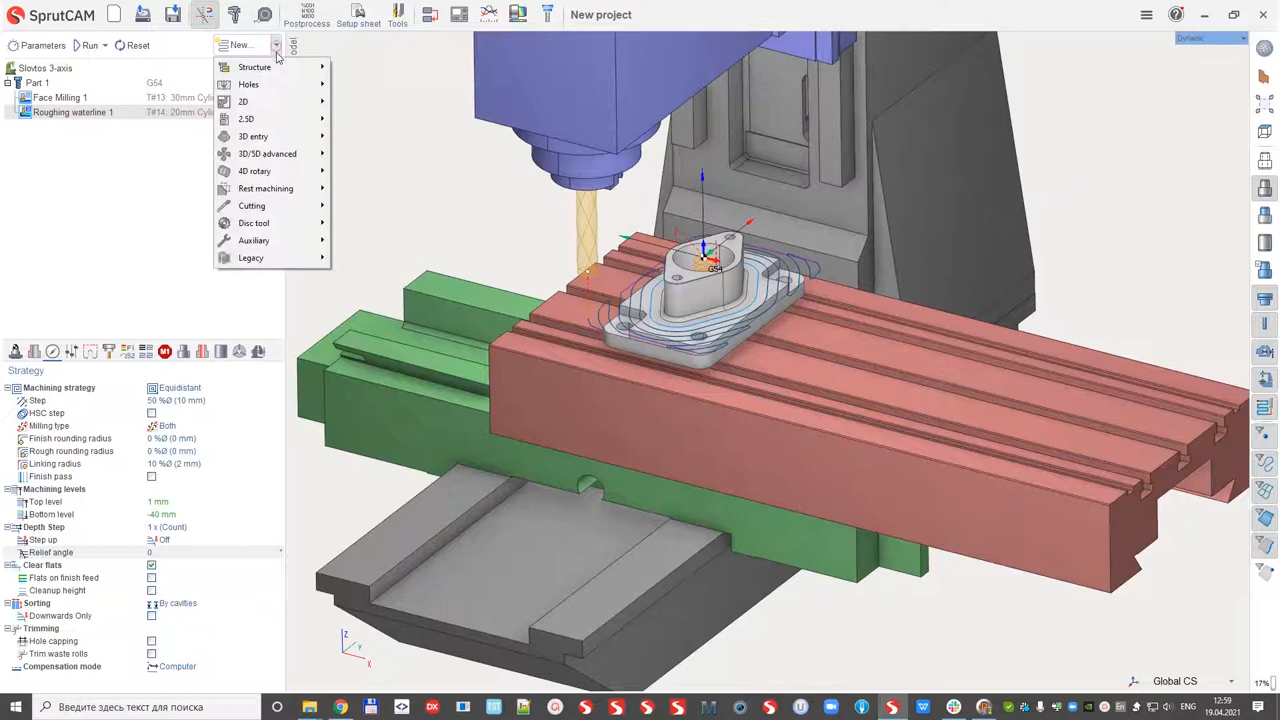 SprutCAM
Postprocess
Setup sheet
Tools
New project
Parameters
Run
Reset
New...
odel
Dynamic
Slovtos 3-axis
Part 1 G54
Face Milling 1 T#13: 30mm Cyli
Roughing waterline 1 T#14: 20mm Cyli
Structure
Holes
2D
2.5D
3D entry
3D/5D advanced
4D rotary
Rest machining
Cutting
Disc tool
Auxiliary
Legacy
G54
M1
Strategy
Machining strategy Equidistant
Step 50 %Ø (10 mm)
HSC step
Milling type Both
Finish rounding radius 0 %Ø (0 mm)
Rough rounding radius 0 %Ø (0 mm)
Linking radius 10 %Ø (2 mm)
Finish pass
Machining levels
Top level 1 mm
Bottom level -40 mm
Depth Step 1 x (Count)
Step up Off
Relief angle 0
Clear flats
Flats on finish feed
Cleanup height
Sorting By cavities
Downwards Only
Trimming
Hole capping
Trim waste rolls
Compensation mode Computer
Z
Y
X
Global CS
17%
Введите здесь текст для поиска
DX
TST
12:59
19.04.2021